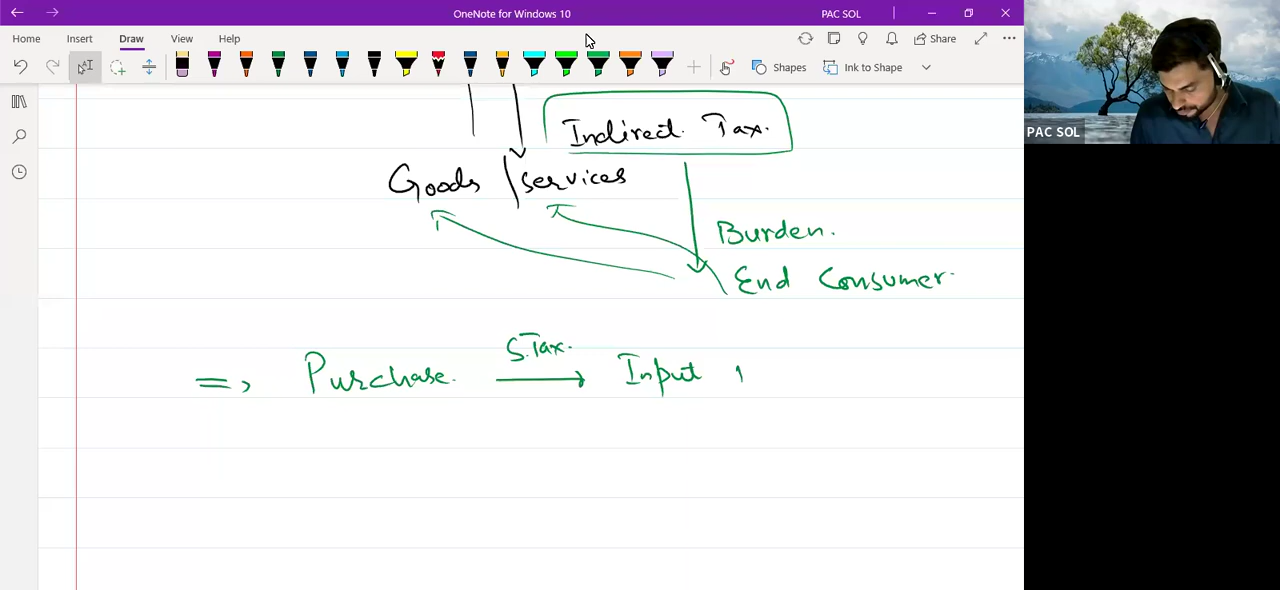 OneNote for Windows 10
PAC SOL
Home
Insert
Draw
View
Help
Share
Shapes
Ink to Shape
PAC SOL
Indirect Tax.
Goods | Services
Burden.
End Consumer.
S.Tax.
=> Purchase. → Input